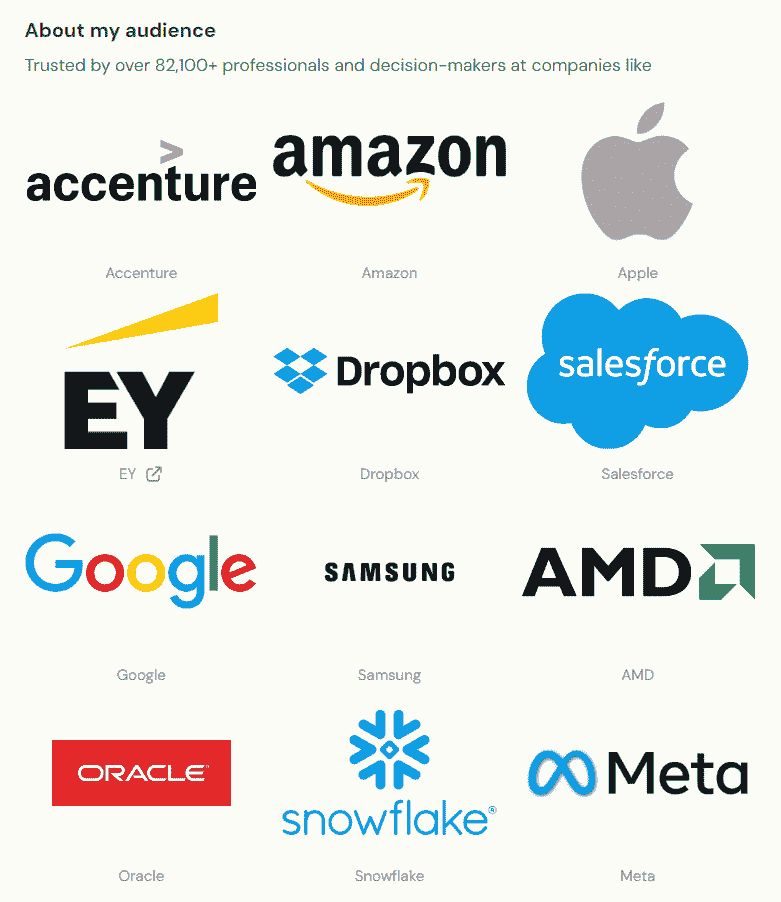 About my audience
Trusted by over 82,100+ professionals and decision-makers at companies like
accenture
amazon
Accenture
Amazon
Apple
EY
Dropbox
salesforce
EY
Dropbox
Salesforce
Google
SAMSUNG
AMD
Google
Samsung
AMD
ORACLE™
snowflake®
Meta
Oracle
Snowflake
Meta